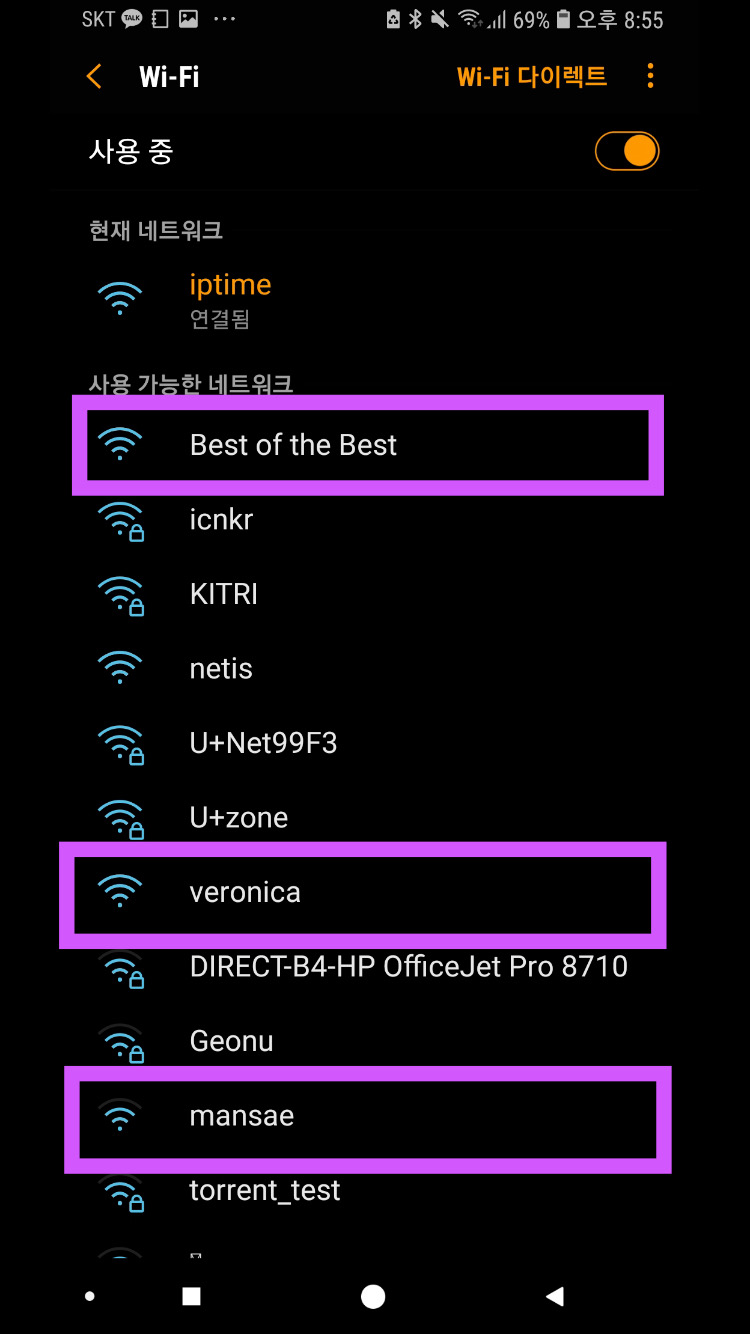 SKT TALK 69% 오후 8:55
Wi-Fi Wi-Fi 다이렉트
사용 중
현재 네트워크
iptime
연결됨
사용 가능한 네트워크
Best of the Best
icnkr
KITRI
netis
U+Net99F3
U+zone
veronica
DIRECT-B4-HP OfficeJet Pro 8710
Geonu
mansae
torrent_test